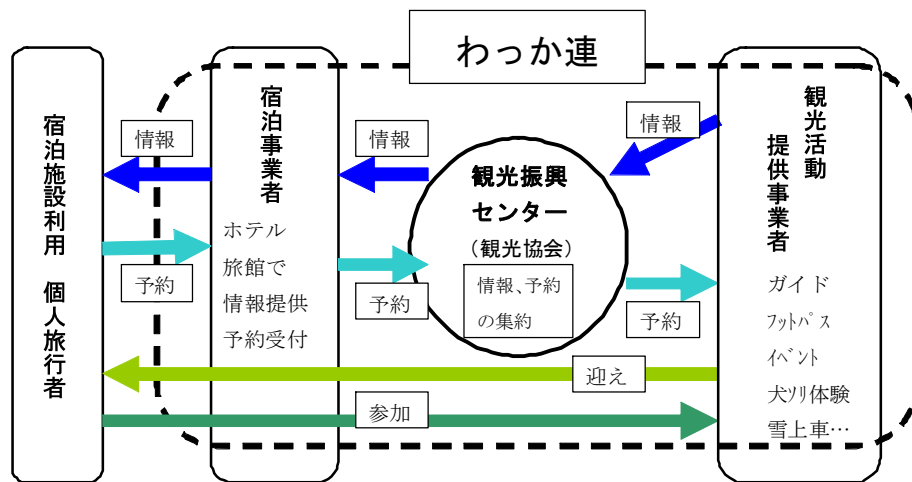 わっか連
宿泊施設利用 個人旅行者
情報
予約
宿泊事業者
ホテル
旅館で
情報提供
予約受付
情報
予約
観光振興
センター
（観光協会）
情報、予約
の集約
情報
予約
観光活動
提供事業者
ガイド
ﾌｯﾄﾊﾟｽ
ｲﾍﾞﾝﾄ
犬ｿﾘ体験
雪上車…
迎え
参加